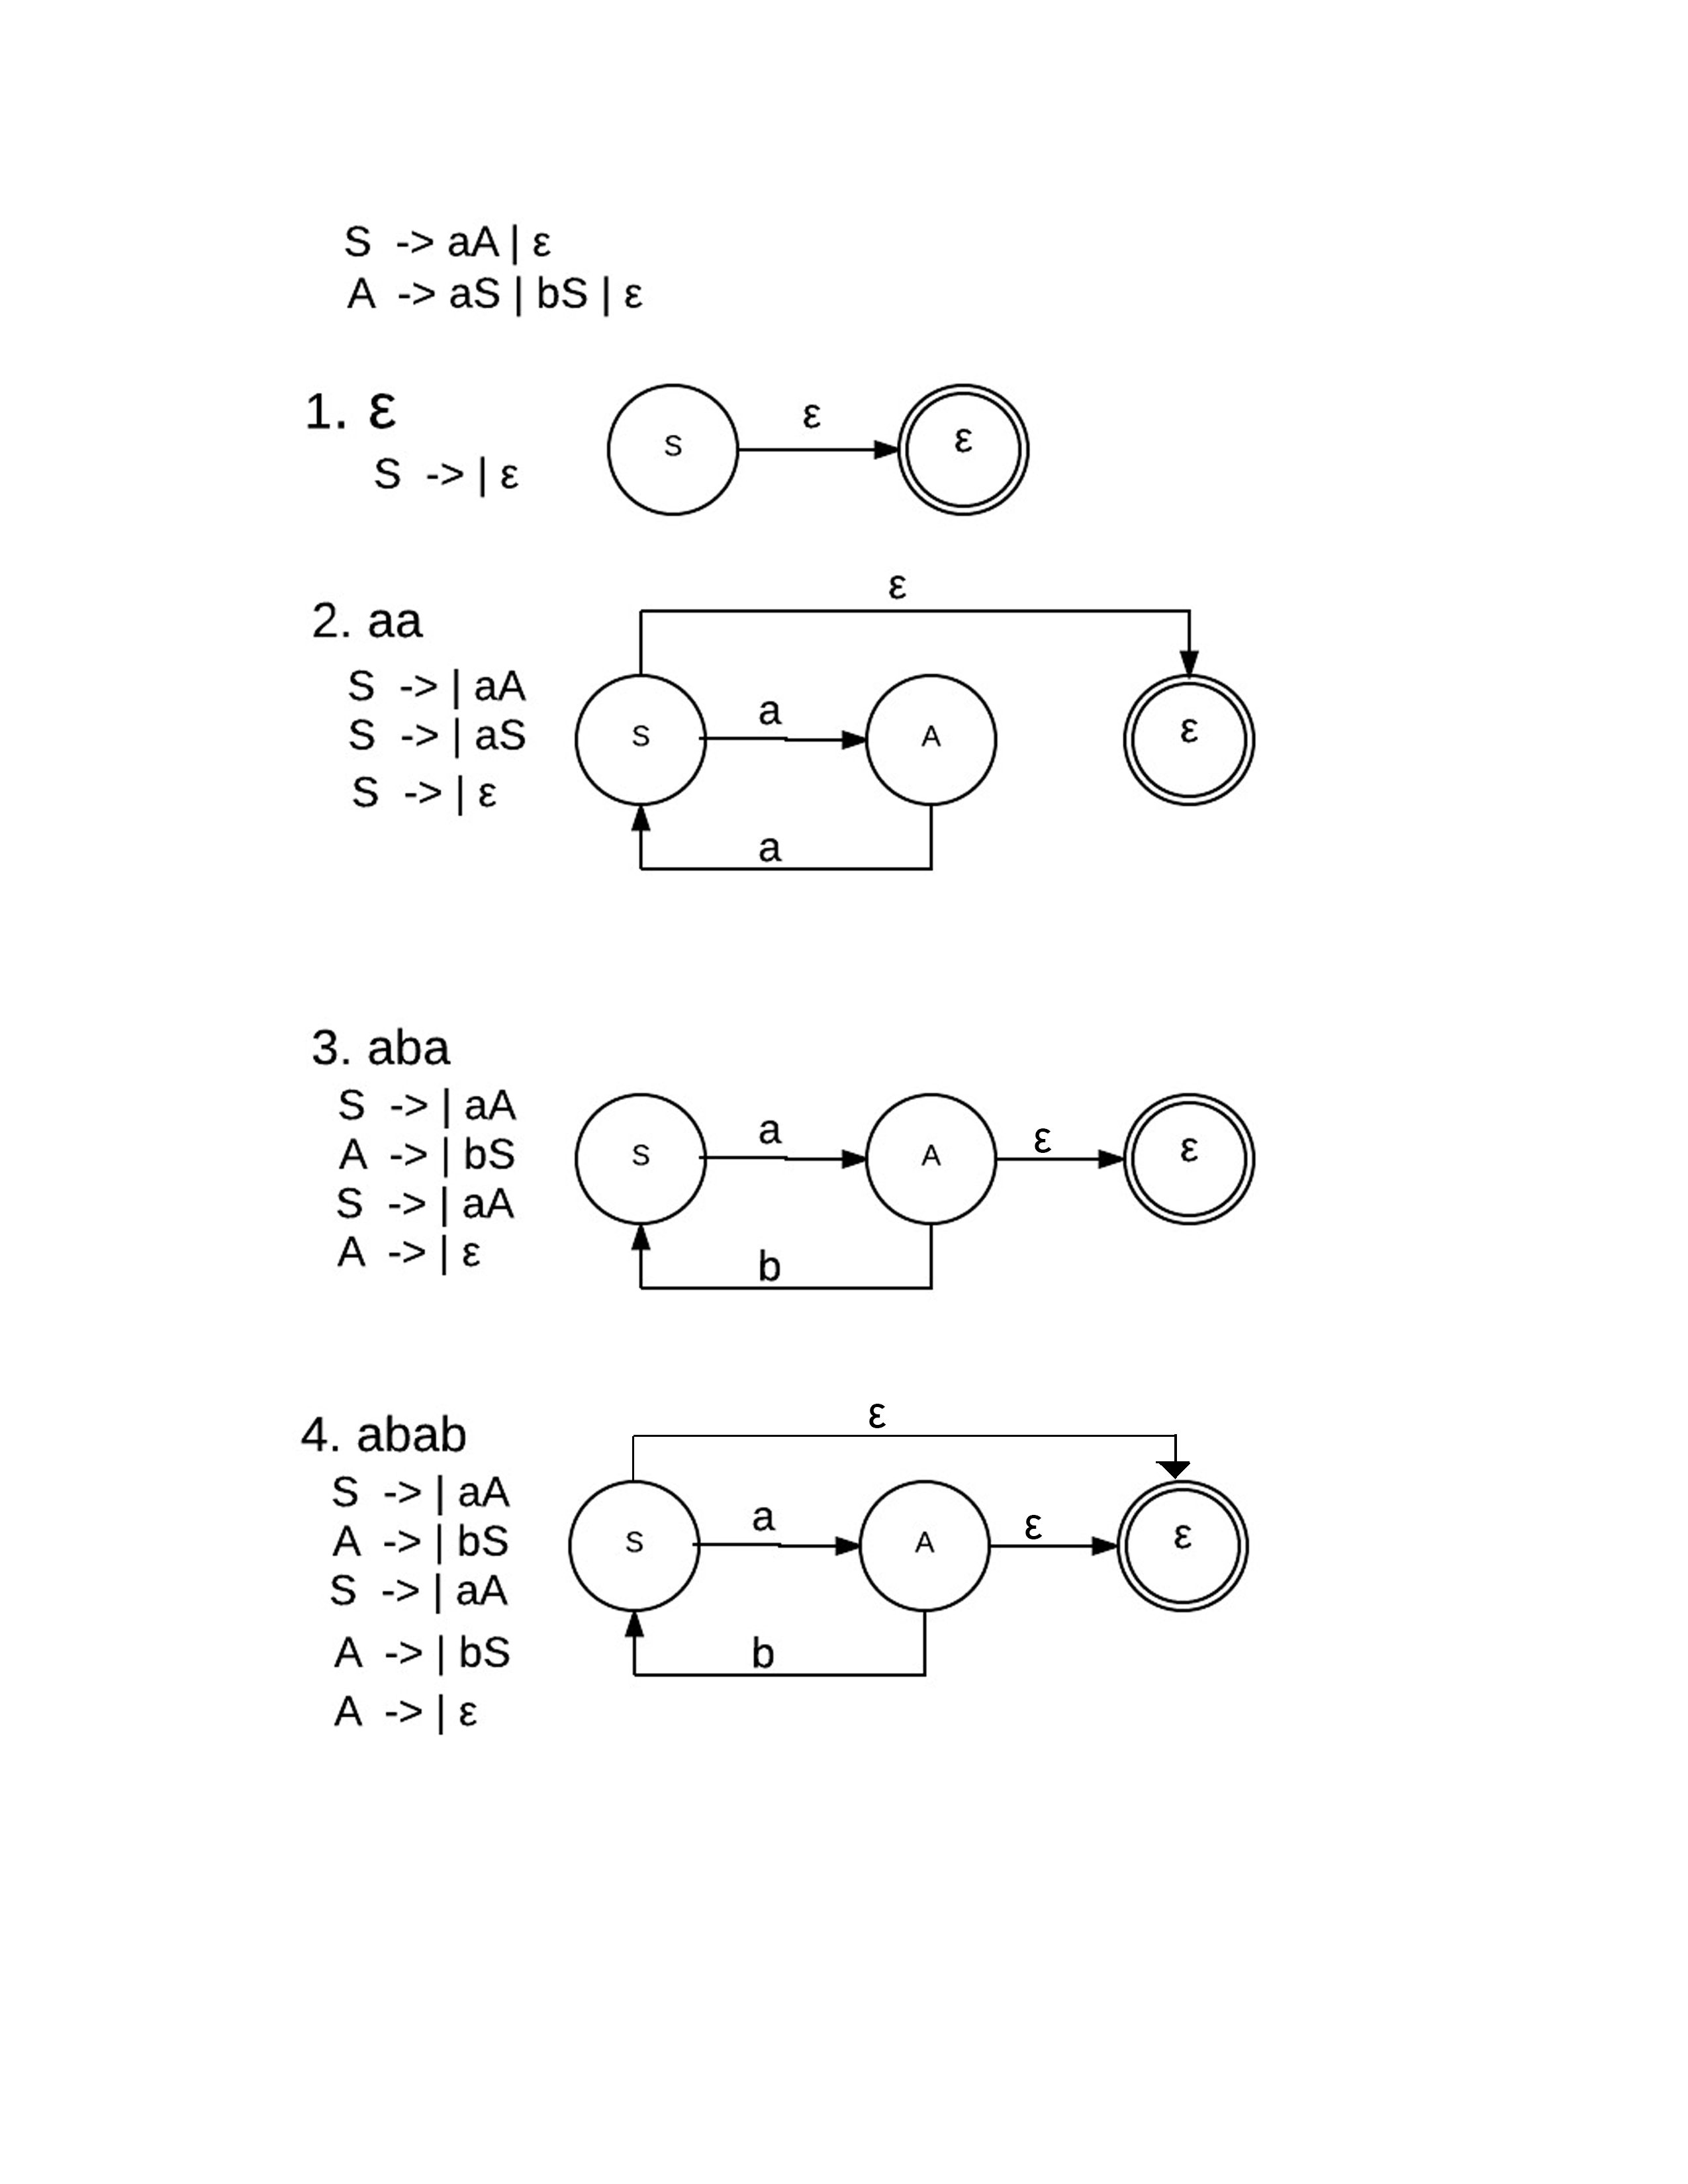 S -> aA | ε
A -> aS | bS | ε
1. ε
S -> | ε
S
ε
ε
2. aa
S -> | aA
S -> | aS
S -> | ε
ε
S
a
A
ε
a
3. aba
S -> | aA
A -> | bS
S -> | aA
A -> | ε
S
a
A
ε
ε
b
4. abab
S -> | aA
A -> | bS
S -> | aA
A -> | bS
A -> | ε
ε
S
a
A
ε
ε
b